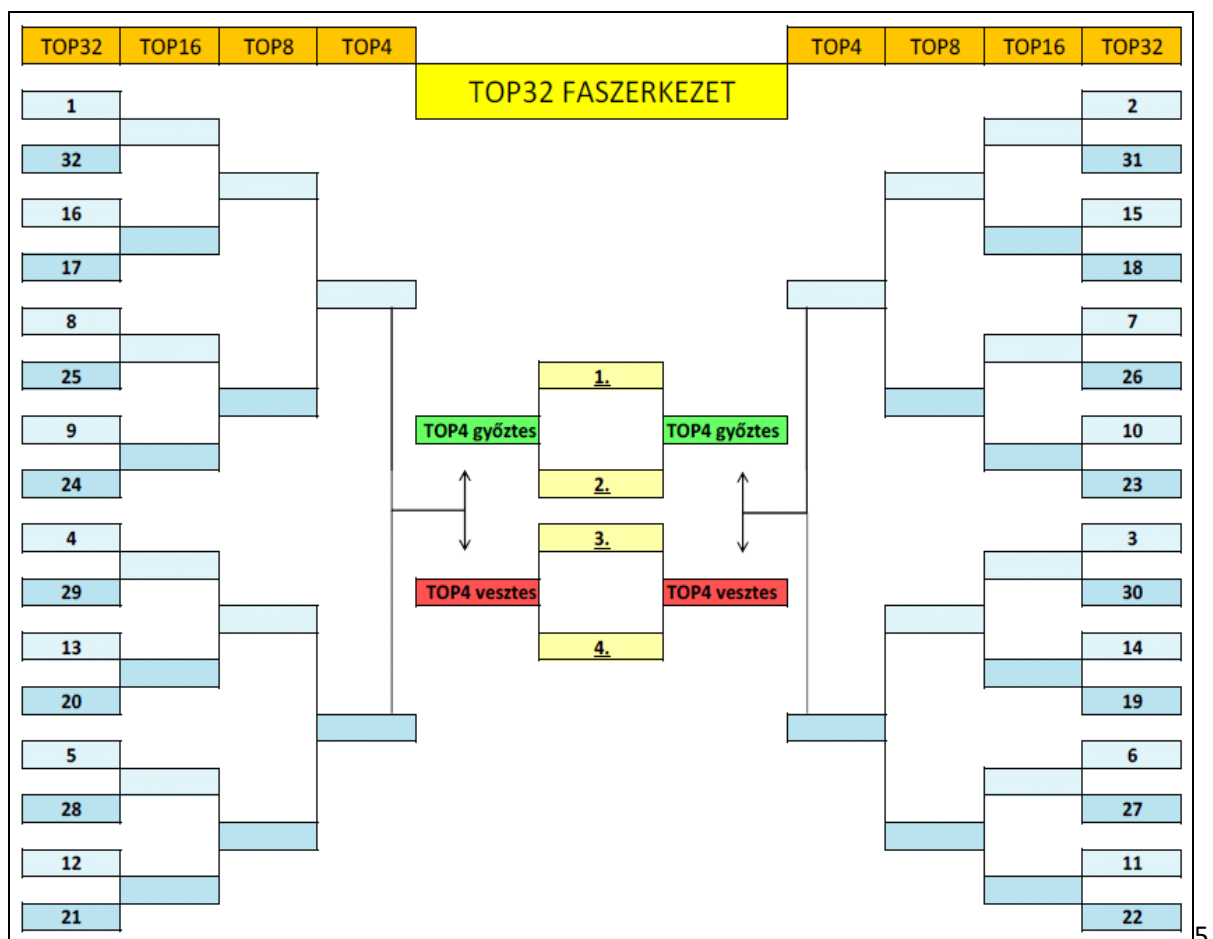 TOP32 TOP16 TOP8 TOP4 TOP4 TOP8 TOP16 TOP32
TOP32 FASZERKEZET
1 2
32 31
16 15
17 18
8 7
1.
25 26
9 TOP4 győztes TOP4 győztes 10
24 2. 23
4 3. 3
29 TOP4 vesztes TOP4 vesztes 30
13 4. 14
20 19
5 6
28 27
12 11
21 22
5